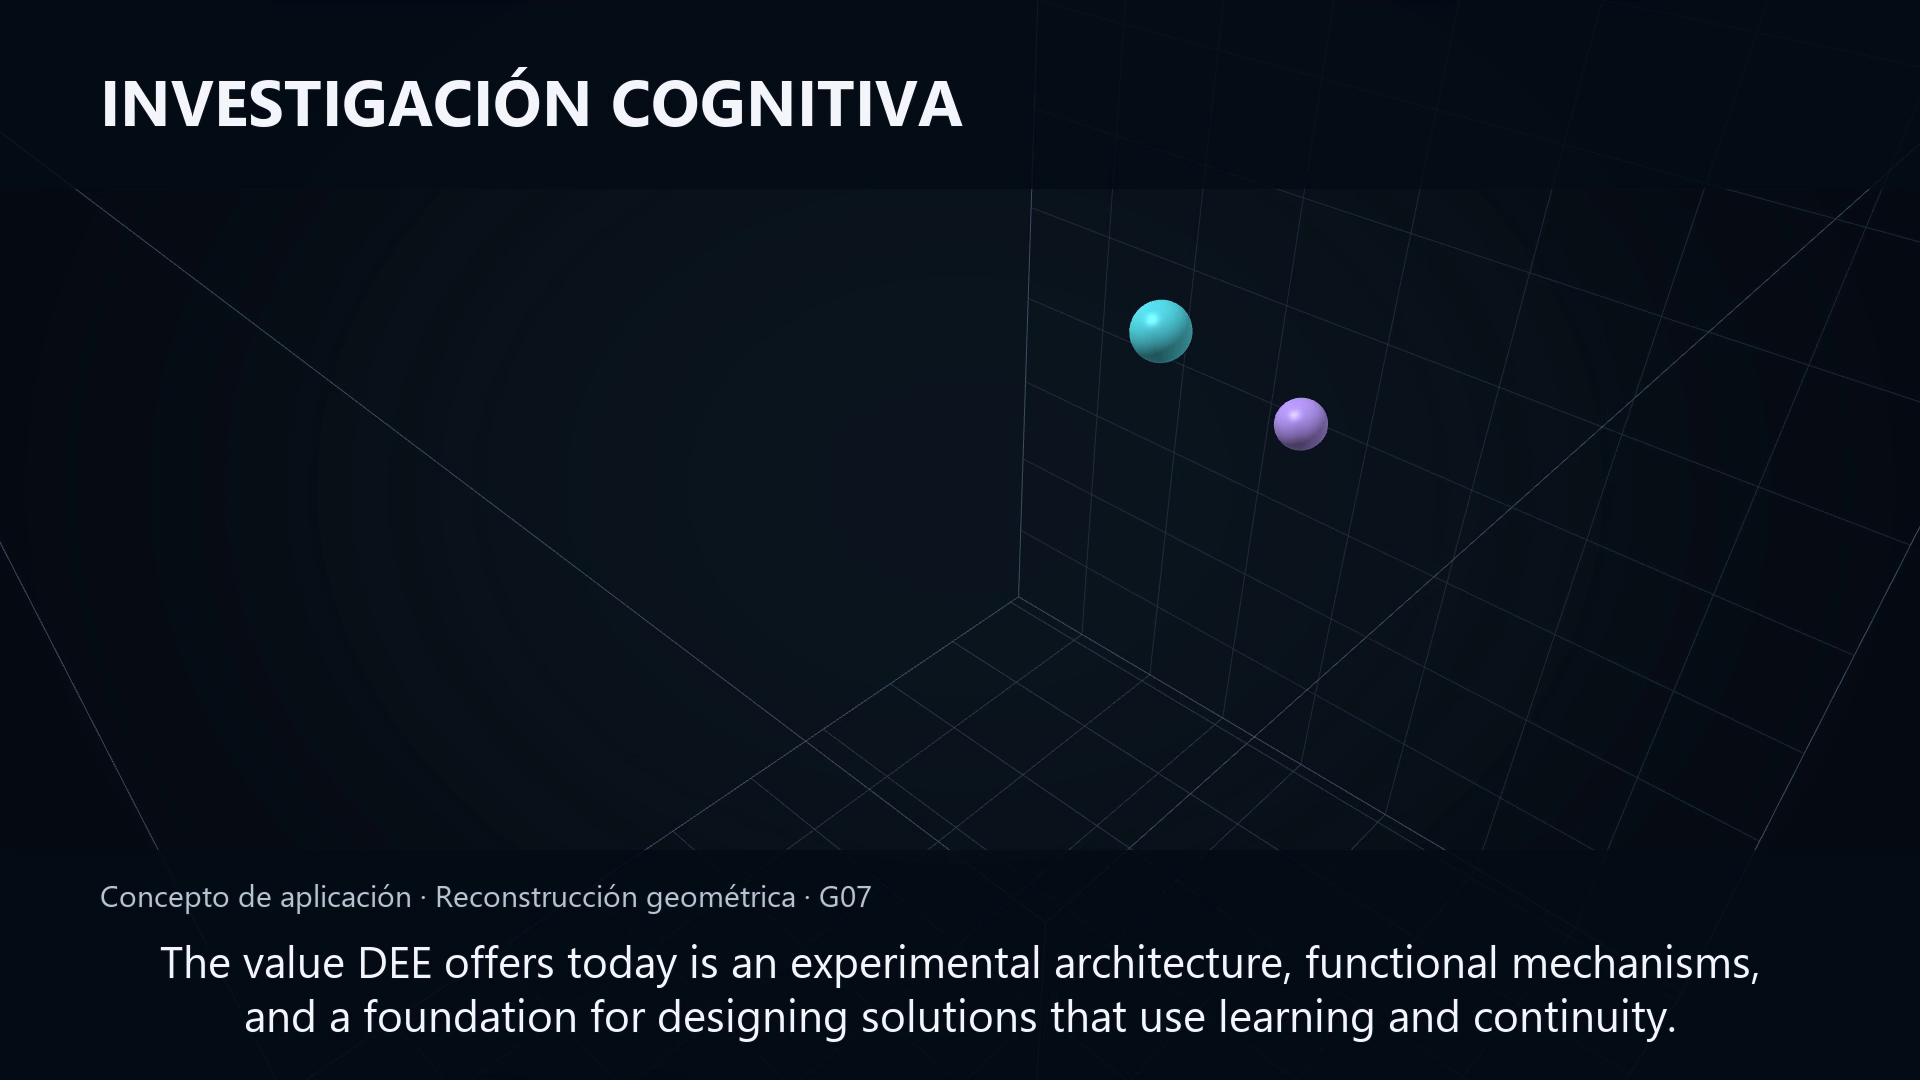 INVESTIGACIÓN COGNITIVA
Concepto de aplicación · Reconstrucción geométrica · G07
The value DEE offers today is an experimental architecture, functional mechanisms,
and a foundation for designing solutions that use learning and continuity.